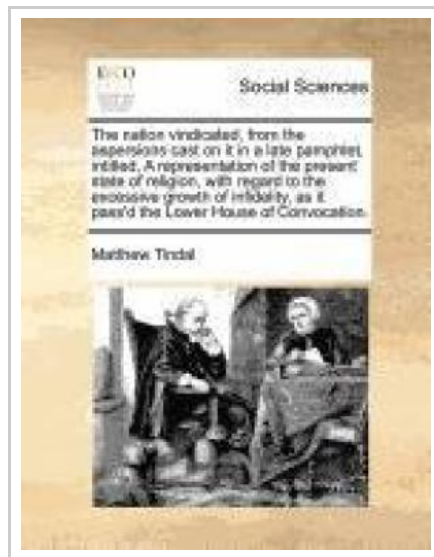 ECCO
Social Sciences
The nation vindicated, from the
aspersions cast on it in a late pamphlet,
intitled, A representation of the present
state of religion, with regard to the
excessive growth of infidelity, as it
pass'd the Lower House of Convocation.
Matthew Tindal